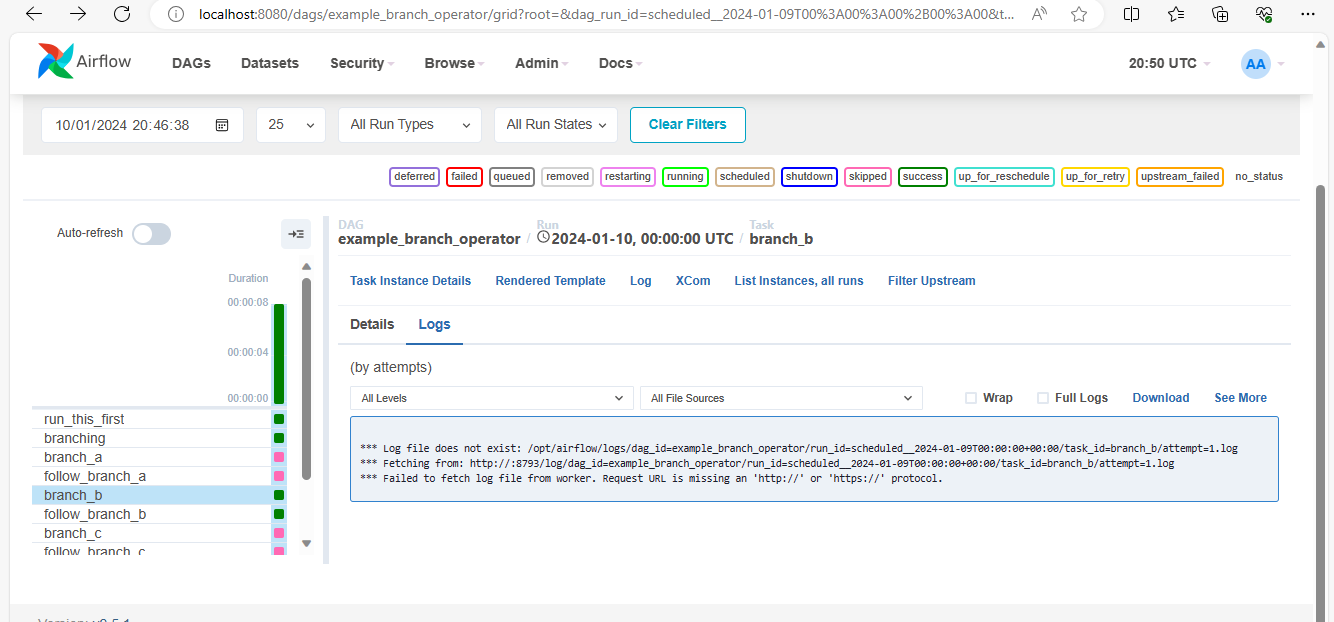 localhost:8080/dags/example_branch_operator/grid?root=&dag_run_id=scheduled__2024-01-09T00%3A00%3A00%2B00%3A00&t...
Airflow DAGs Datasets Security Browse Admin Docs 20:50 UTC AA
10/01/2024 20:46:38 25 All Run Types All Run States Clear Filters
deferred failed queued removed restarting running scheduled shutdown skipped success up_for_reschedule up_for_retry upstream_failed no_status
Auto-refresh
Duration
00:00:08
00:00:04
00:00:00
run_this_first
branching
branch_a
follow_branch_a
branch_b
follow_branch_b
branch_c
follow_branch_c
DAG Run Task
example_branch_operator / 2024-01-10, 00:00:00 UTC / branch_b
Task Instance Details Rendered Template Log XCom List Instances, all runs Filter Upstream
Details Logs
(by attempts)
All Levels All File Sources Wrap Full Logs Download See More
*** Log file does not exist: /opt/airflow/logs/dag_id=example_branch_operator/run_id=scheduled__2024-01-09T00:00:00+00:00/task_id=branch_b/attempt=1.log
*** Fetching from: http://:8793/log/dag_id=example_branch_operator/run_id=scheduled__2024-01-09T00:00:00+00:00/task_id=branch_b/attempt=1.log
*** Failed to fetch log file from worker. Request URL is missing an 'http://' or 'https://' protocol.